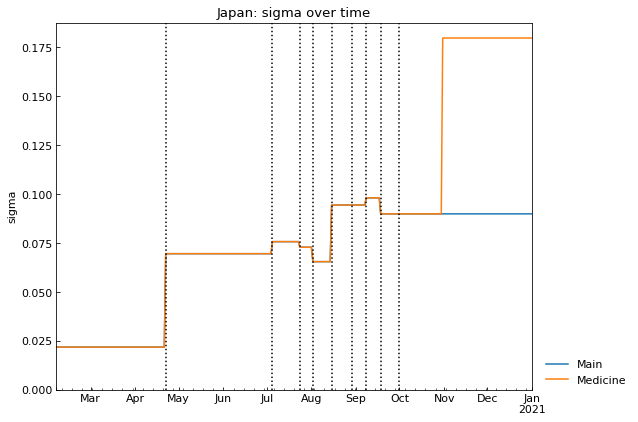 Japan: sigma over time
sigma
0.175
0.150
0.125
0.100
0.075
0.050
0.025
0.000
Mar Apr May Jun Jul Aug Sep Oct Nov Dec Jan
2021
Main
Medicine